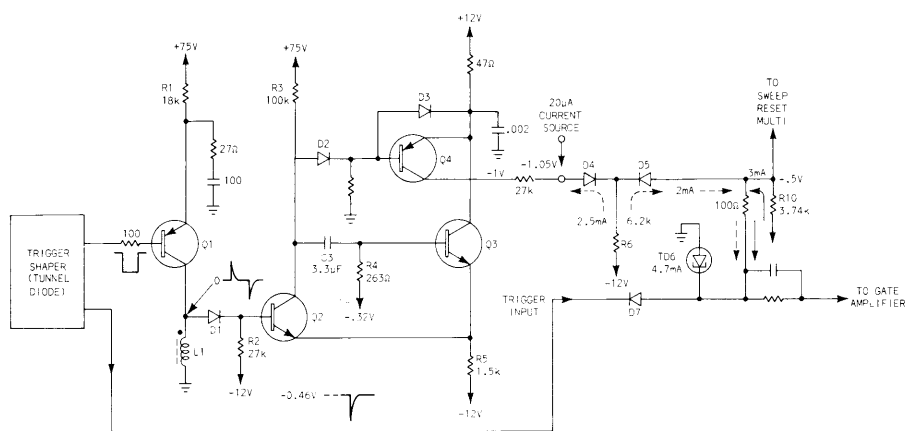 +12V
+75V
+75V
47Ω
R1
18k
R3
100k
27Ω
100
D2
D3
Q4
.002
20µA
CURRENT
SOURCE
-1.05V
-1V
27k
D4
D5
TO
SWEEP
RESET
MULTI
3mA
-.5V
2mA
2.5mA
6.2k
100Ω
R10
3.74k
R6
-12V
TD6
4.7mA
TRIGGER
SHAPER
(TUNNEL
DIODE)
100
Q1
0
C3
3.3µF
R4
263Ω
-.32V
Q3
TRIGGER
INPUT
D7
TO GATE
AMPLIFIER
L1
D1
R2
27k
-12V
Q2
-0.46V
R5
1.5k
-12V